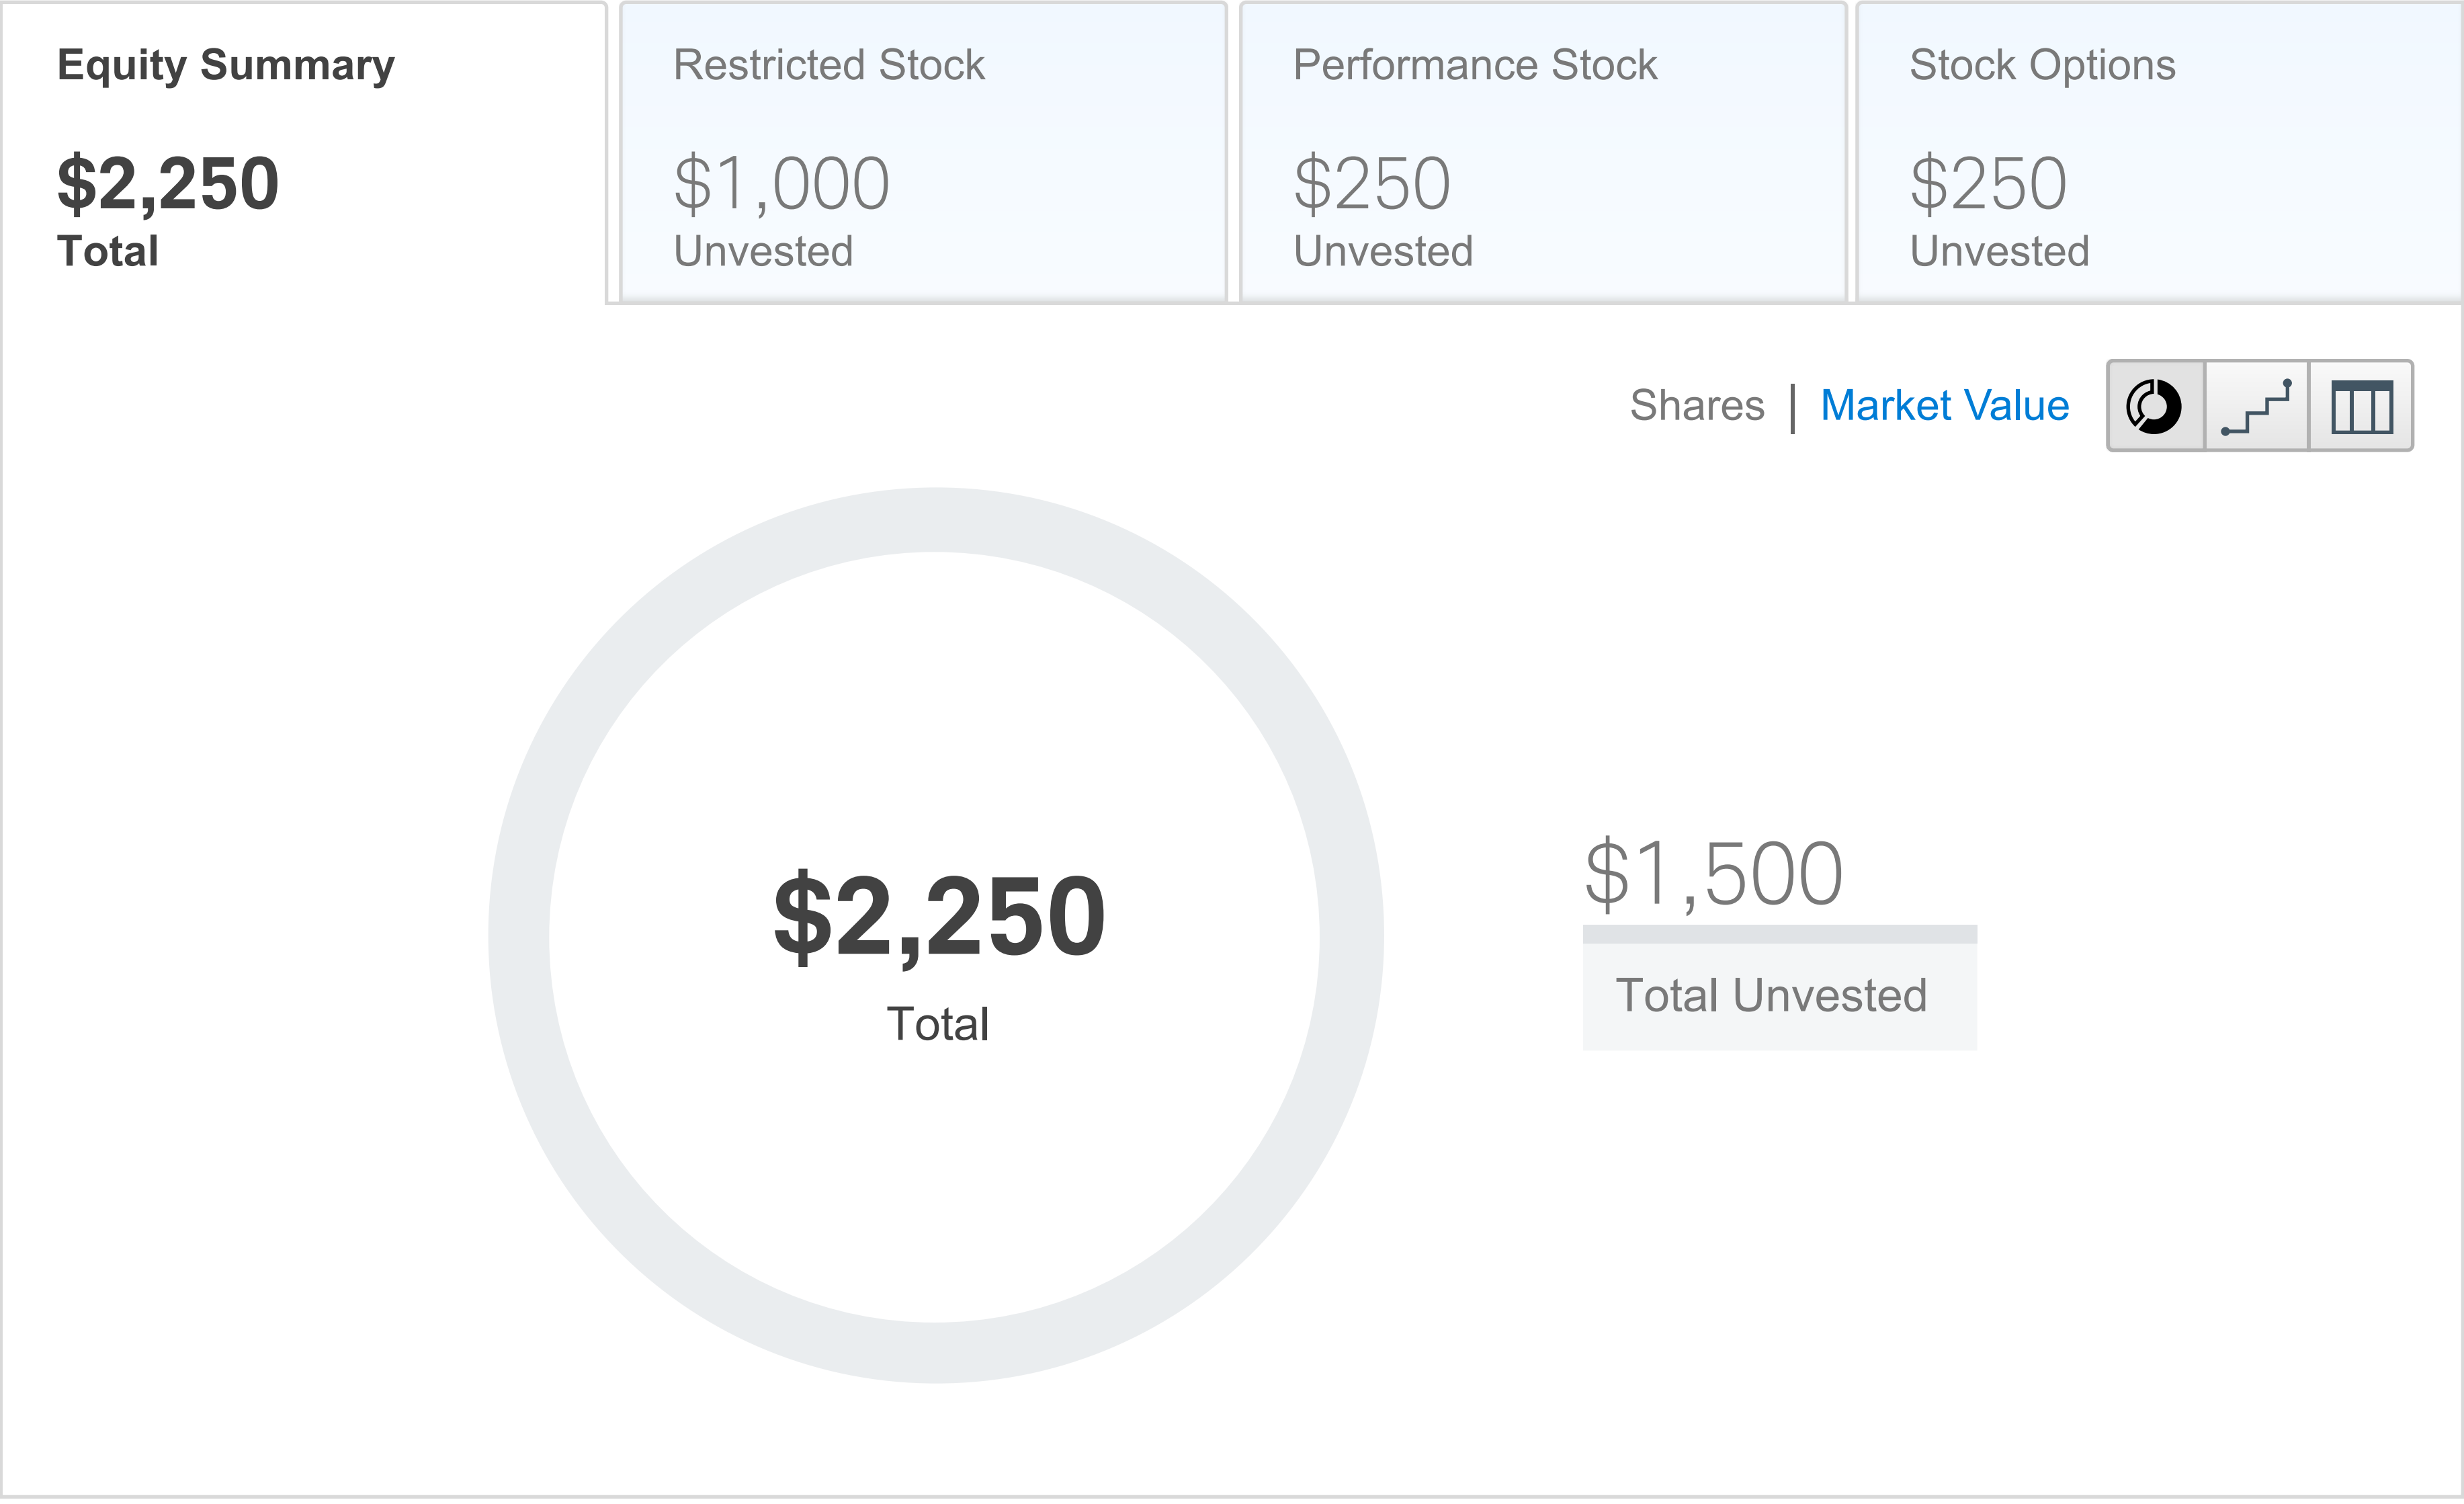 Equity Summary
$2,250
Total
Restricted Stock
$1,000
Unvested
Performance Stock
$250
Unvested
Stock Options
$250
Unvested
Shares | Market Value
$2,250
Total
$1,500
Total Unvested